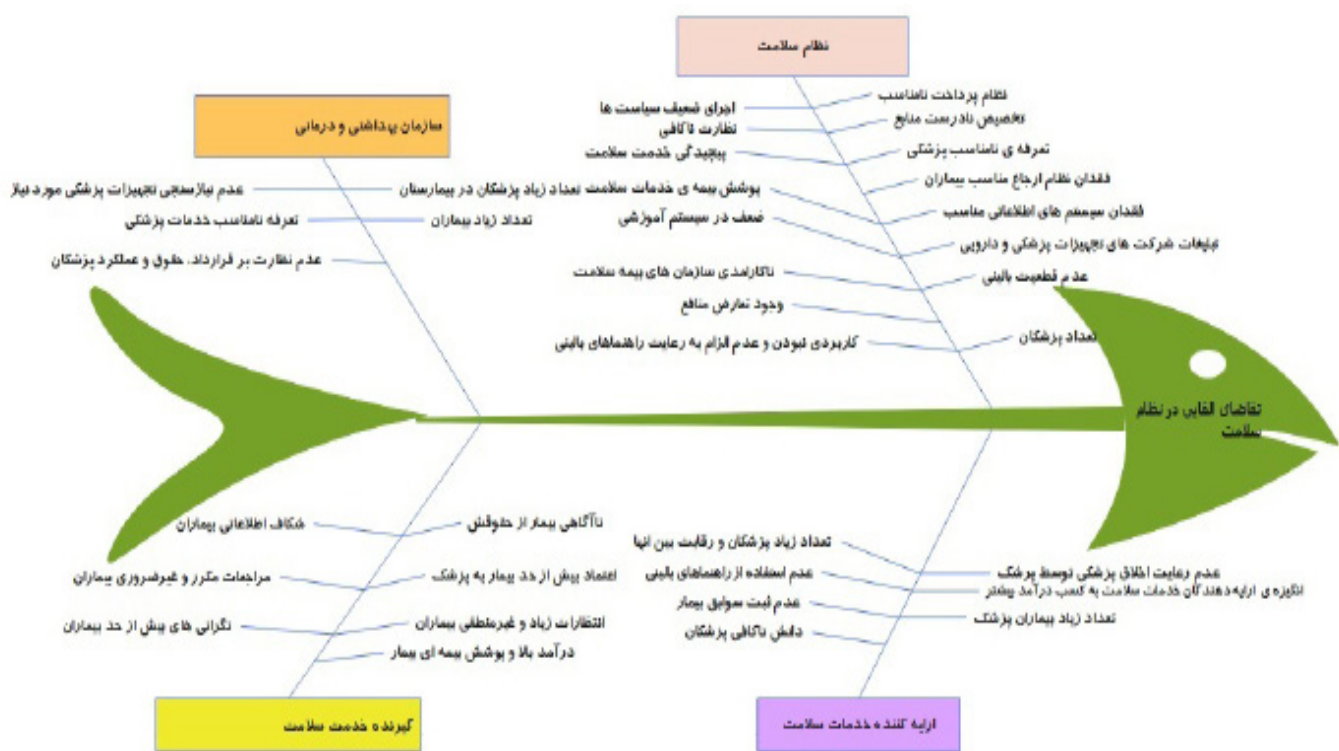 نظام سلامت
نظام پرداخت نامناسب
اجرای ضعیف سیاست ها
تخصیص نادرست منابع
نظارت ناکافی
تعرفه ی نامناسب پزشکی
پیچیدگی خدمت سلامت
فقدان نظام ارجاع مناسب بیماران
پوشش بیمه ی خدمات سلامت
فقدان سیستم های اطلاعاتی مناسب
ضعف در سیستم آموزشی
تبلیغات شرکت های تجهیزات پزشکی و دارویی
ناکارامدی سازمان های بیمه سلامت
عدم قطعیت بالینی
وجود تعارض منافع
تعداد پزشکان
کاربردی نبودن و عدم الزام به رعایت راهنماهای بالینی
سازمان بهداشتی و درمانی
تعداد زیاد پزشکان در بیمارستان
عدم نیازسنجی تجهیزات پزشکی مورد نیاز
تعداد زیاد بیماران
تعرفه نامناسب خدمات پزشکی
عدم نظارت بر قرارداد، حقوق و عملکرد پزشکان
تقاضای القایی در نظام
سلامت
تعداد زیاد پزشکان و رقابت بین انها
عدم رعایت اخلاق پزشکی توسط پزشک
عدم استفاده از راهنماهای بالینی
انگیزه ی ارایه دهندگان خدمات سلامت به کسب درآمد بیشتر
عدم ثبت سوابق بیمار
تعداد زیاد بیماران پزشک
دانش ناکافی پزشکان
ارایه کننده خدمات سلامت
ناآگاهی بیمار از حقوقش
شکاف اطلاعاتی بیماران
اعتماد بیش از حد بیمار به پزشک
مراجعات مکرر و غیرضروری بیماران
انتظارات زیاد و غیرمنطقی بیماران
نگرانی های بیش از حد بیماران
درآمد بالا و پوشش بیمه ای بیمار
گیرنده خدمت سلامت